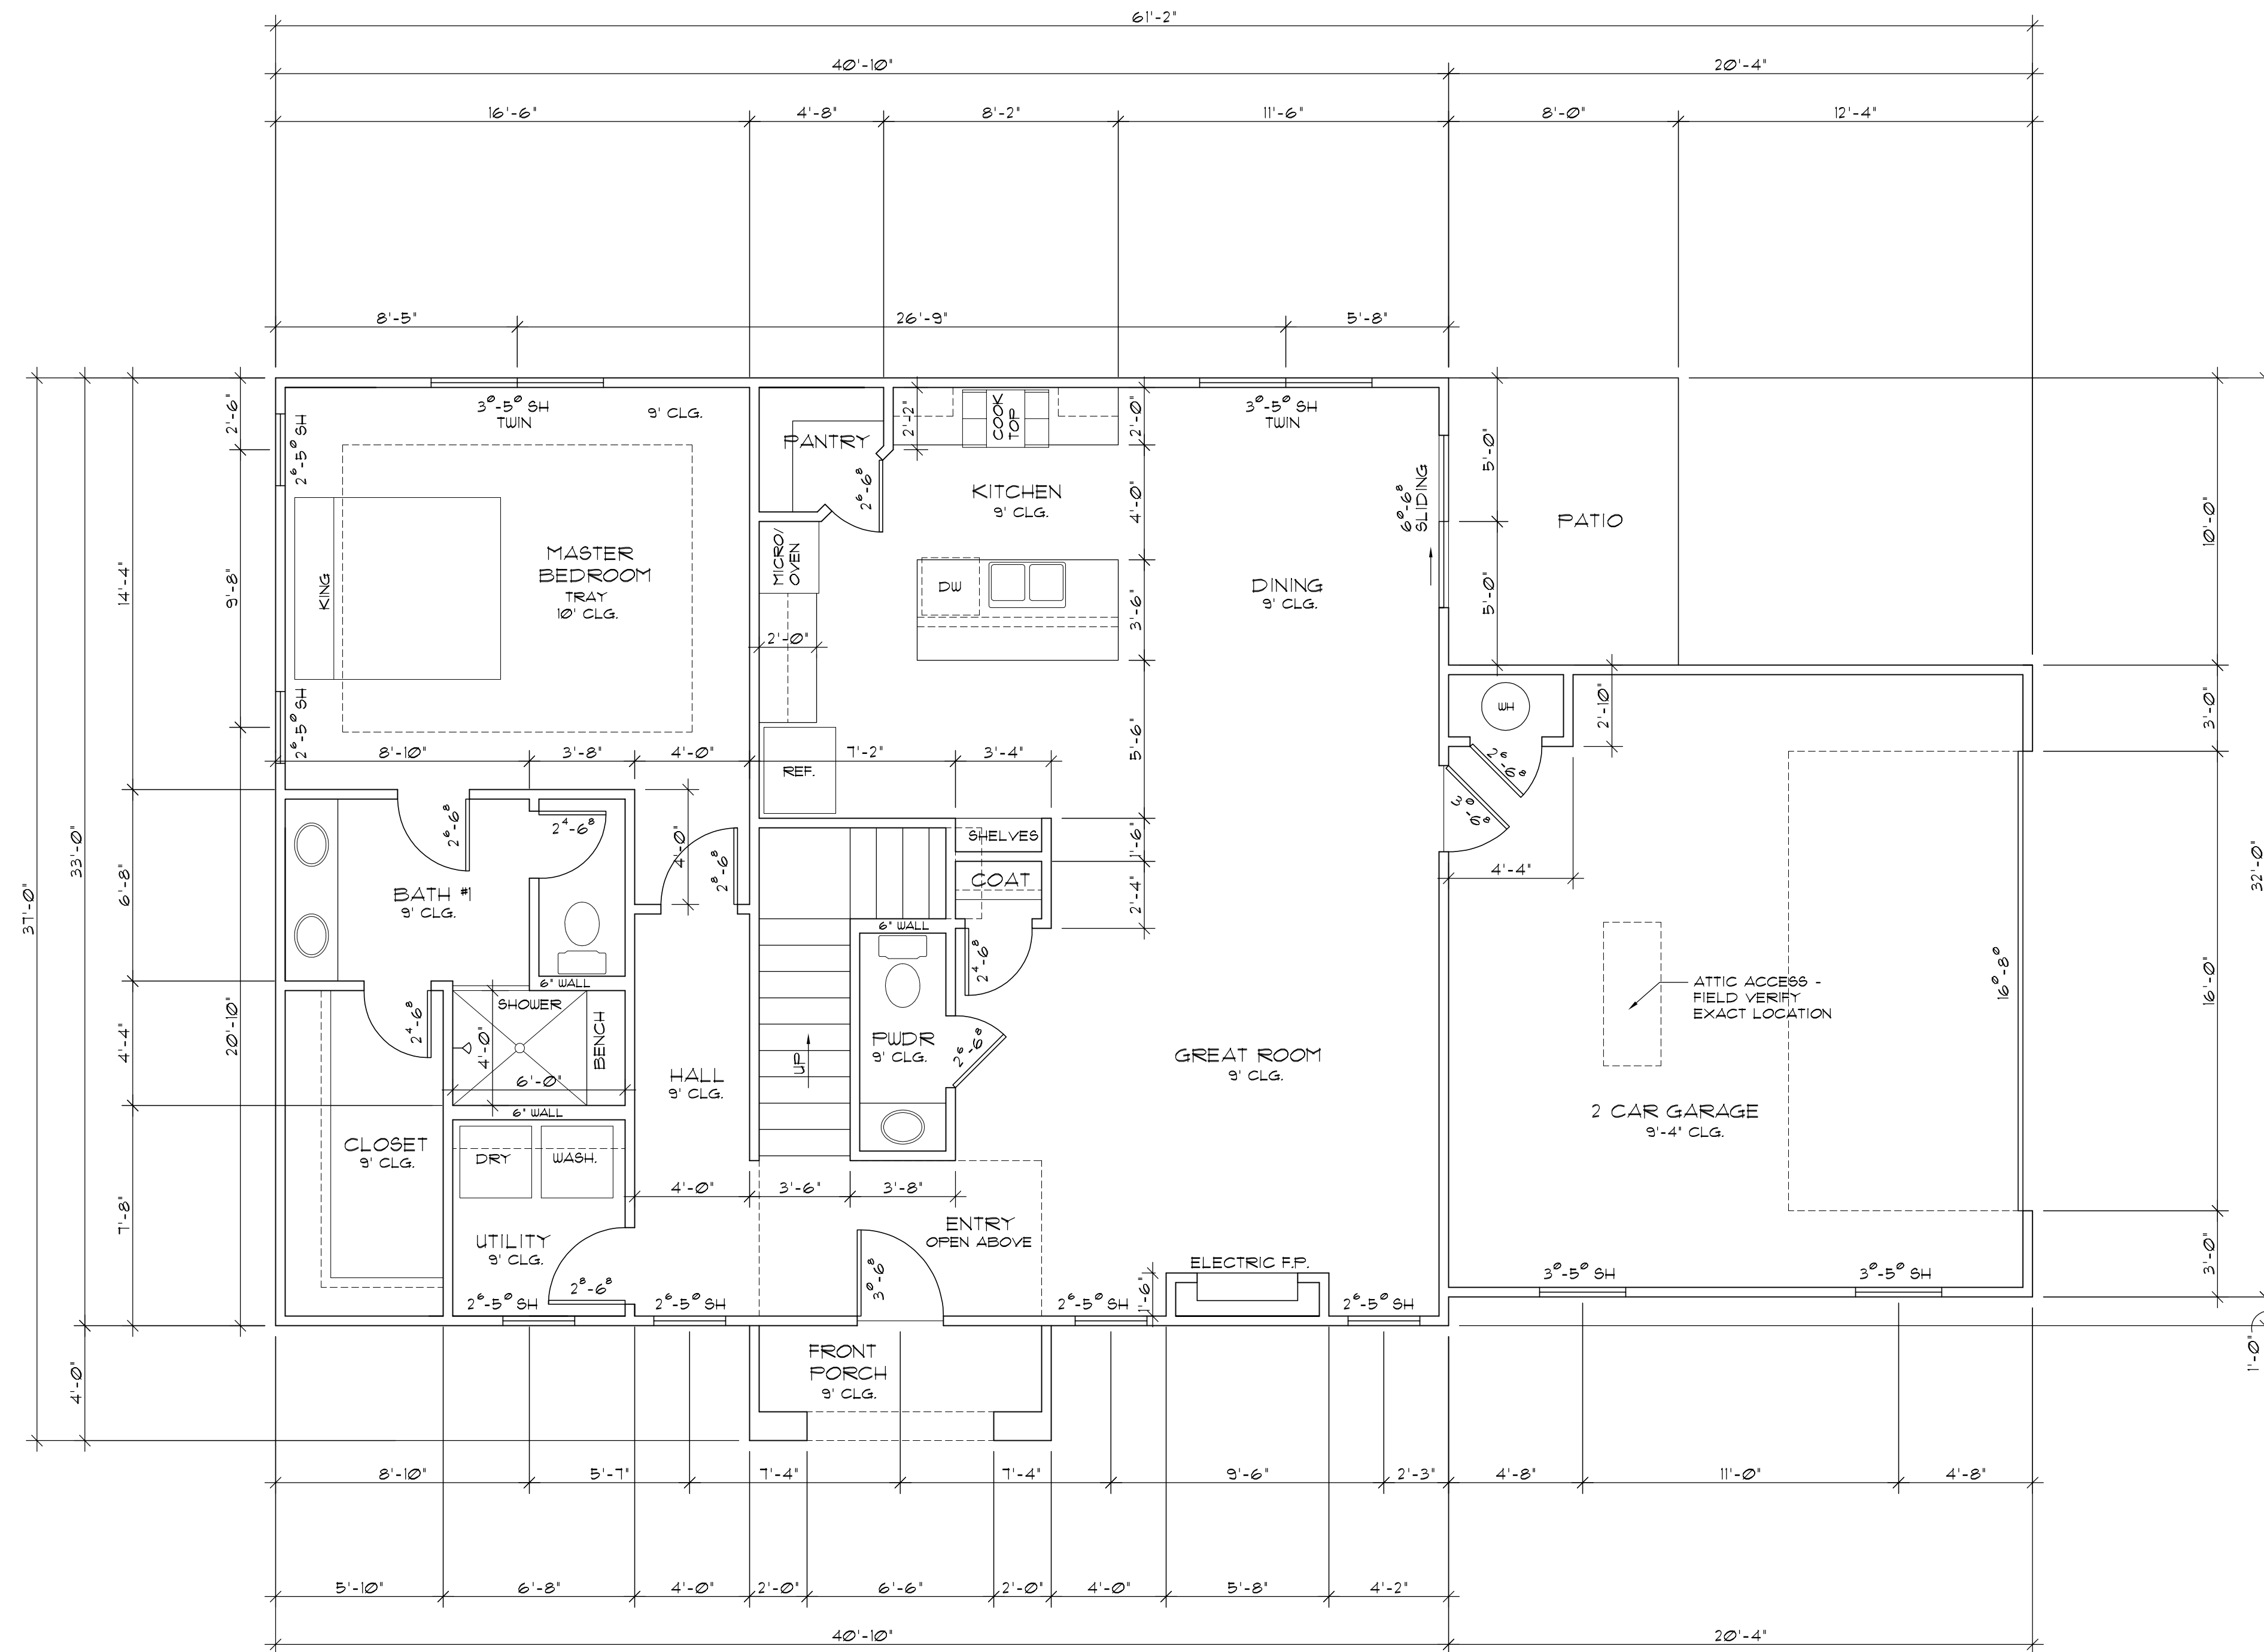 61'-2"
40'-10"
20'-4"
16'-6"
4'-8"
8'-2"
11'-6"
8'-0"
12'-4"
8'-5"
26'-9"
5'-8"
37'-0"
33'-0"
4'-0"
14'-4"
6'-8"
4'-4"
7'-8"
2'-6"
9'-8"
20'-10"
2⁶-5⁰ SH
3⁰-5⁰ SH
TWIN
9' CLG.
KING
MASTER
BEDROOM
TRAY
10' CLG.
2⁶-5⁰ SH
8'-10"
3'-8"
4'-0"
7'-2"
3'-4"
PANTRY
2⁶-6⁸
2'-2"
COOK
TOP
2'-0"
KITCHEN
9' CLG.
4'-0"
MICRO/
OVEN
DW
3'-6"
2'-0"
5'-6"
REF.
3⁰-5⁰ SH
TWIN
DINING
9' CLG.
6⁰-6⁸
SLIDING
5'-0"
5'-0"
PATIO
10'-0"
3'-0"
16'-0"
3'-0"
32'-0"
1'-0"
WH
2'-10"
2⁶-6⁸
3⁰-6⁸
4'-4"
2⁶-6⁸
2⁴-6⁸
4'-0"
2⁸-6⁸
BATH #1
9' CLG.
6" WALL
SHOWER
2⁴-6⁸
4'-0"
6'-0"
BENCH
6" WALL
CLOSET
9' CLG.
DRY
WASH.
UTILITY
9' CLG.
2⁸-6⁸
2⁶-5⁰ SH
HALL
9' CLG.
UP
SHELVES
1'-6"
COAT
2'-4"
6" WALL
2⁴-6⁸
PWDR
9' CLG.
2⁶-6⁸
GREAT ROOM
9' CLG.
ATTIC ACCESS -
FIELD VERIFY
EXACT LOCATION
16⁰-8⁰
2 CAR GARAGE
9'-4" CLG.
4'-0"
3'-6"
3'-8"
ENTRY
OPEN ABOVE
3⁰-6⁸
2⁶-5⁰ SH
2⁶-5⁰ SH
1'-6"
ELECTRIC F.P.
2⁶-5⁰ SH
3⁰-5⁰ SH
3⁰-5⁰ SH
FRONT
PORCH
9' CLG.
8'-10"
5'-7"
7'-4"
7'-4"
9'-6"
2'-3"
4'-8"
11'-0"
4'-8"
5'-10"
6'-8"
4'-0"
2'-0"
6'-6"
2'-0"
4'-0"
5'-8"
4'-2"
40'-10"
20'-4"